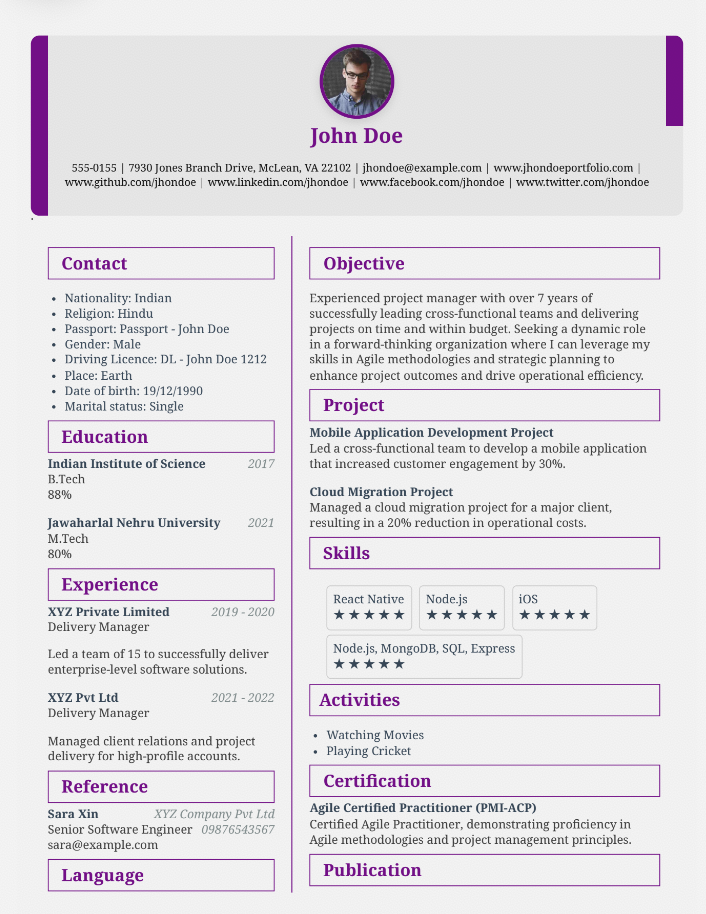 John Doe
555-0155 | 7930 Jones Branch Drive, McLean, VA 22102 | jhondoe@example.com | www.jhondoeportfolio.com |
www.github.com/jhondoe | www.linkedin.com/jhondoe | www.facebook.com/jhondoe | www.twitter.com/jhondoe
Contact
• Nationality: Indian
• Religion: Hindu
• Passport: Passport - John Doe
• Gender: Male
• Driving Licence: DL - John Doe 1212
• Place: Earth
• Date of birth: 19/12/1990
• Marital status: Single
Education
Indian Institute of Science 2017
B.Tech
88%
Jawaharlal Nehru University 2021
M.Tech
80%
Experience
XYZ Private Limited 2019 - 2020
Delivery Manager
Led a team of 15 to successfully deliver
enterprise-level software solutions.
XYZ Pvt Ltd 2021 - 2022
Delivery Manager
Managed client relations and project
delivery for high-profile accounts.
Reference
Sara Xin XYZ Company Pvt Ltd
Senior Software Engineer 09876543567
sara@example.com
Language
Objective
Experienced project manager with over 7 years of
successfully leading cross-functional teams and delivering
projects on time and within budget. Seeking a dynamic role
in a forward-thinking organization where I can leverage my
skills in Agile methodologies and strategic planning to
enhance project outcomes and drive operational efficiency.
Project
Mobile Application Development Project
Led a cross-functional team to develop a mobile application
that increased customer engagement by 30%.
Cloud Migration Project
Managed a cloud migration project for a major client,
resulting in a 20% reduction in operational costs.
Skills
React Native Node.js iOS
★★★★★ ★★★★★ ★★★★★
Node.js, MongoDB, SQL, Express
★★★★★
Activities
• Watching Movies
• Playing Cricket
Certification
Agile Certified Practitioner (PMI-ACP)
Certified Agile Practitioner, demonstrating proficiency in
Agile methodologies and project management principles.
Publication